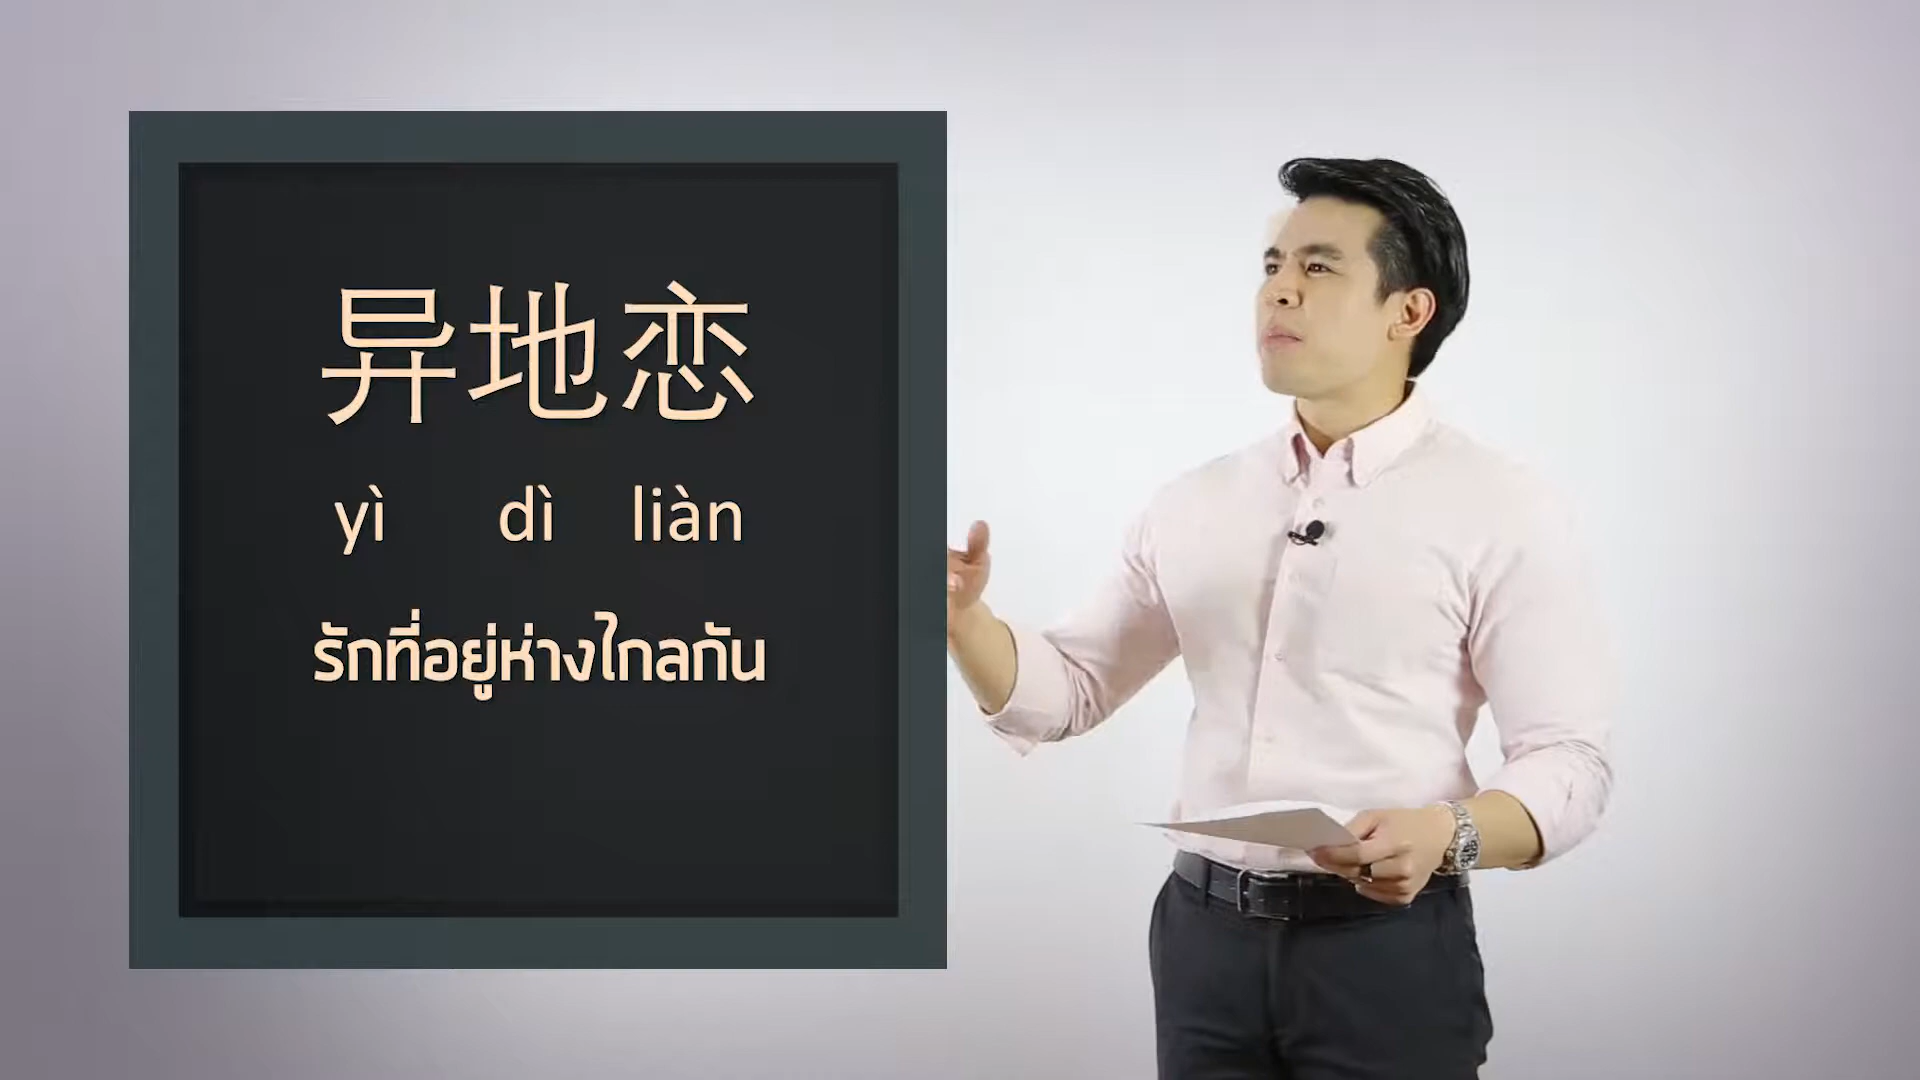 异地恋
yì dì liàn
รักที่อยู่ห่างไกลกัน